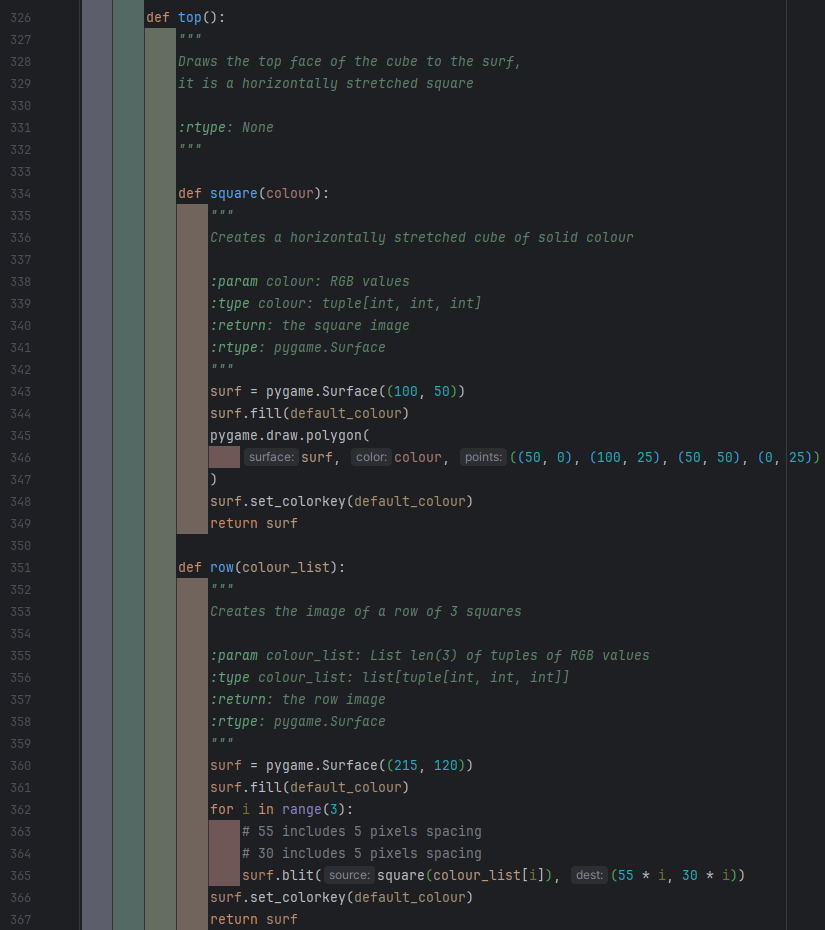 326 def top():
327 """
328 Draws the top face of the cube to the surf,
329 it is a horizontally stretched square
330
331 :rtype: None
332 """
333
334 def square(colour):
335 """
336 Creates a horizontally stretched cube of solid colour
337
338 :param colour: RGB values
339 :type colour: tuple[int, int, int]
340 :return: the square image
341 :rtype: pygame.Surface
342 """
343 surf = pygame.Surface((100, 50))
344 surf.fill(default_colour)
345 pygame.draw.polygon(
346 surface: surf, color: colour, points: ((50, 0), (100, 25), (50, 50), (0, 25))
347 )
348 surf.set_colorkey(default_colour)
349 return surf
350
351 def row(colour_list):
352 """
353 Creates the image of a row of 3 squares
354
355 :param colour_list: List len(3) of tuples of RGB values
356 :type colour_list: list[tuple[int, int, int]]
357 :return: the row image
358 :rtype: pygame.Surface
359 """
360 surf = pygame.Surface((215, 120))
361 surf.fill(default_colour)
362 for i in range(3):
363 # 55 includes 5 pixels spacing
364 # 30 includes 5 pixels spacing
365 surf.blit( source: square(colour_list[i]), dest: (55 * i, 30 * i))
366 surf.set_colorkey(default_colour)
367 return surf